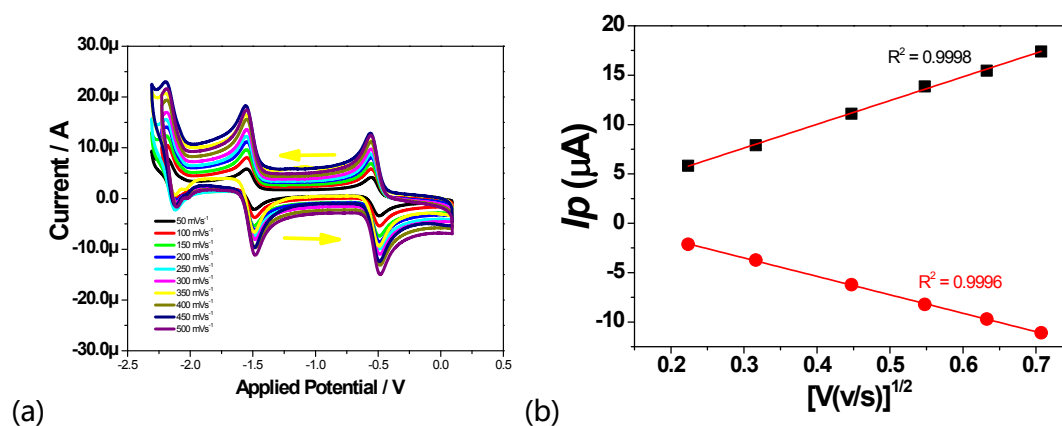 30.0μ
20.0μ
10.0μ
0.0
-10.0μ
-20.0μ
-30.0μ
Current / A
50 mVs⁻¹
100 mVs⁻¹
150 mVs⁻¹
200 mVs⁻¹
250 mVs⁻¹
300 mVs⁻¹
350 mVs⁻¹
400 mVs⁻¹
450 mVs⁻¹
500 mVs⁻¹
-2.5 -2.0 -1.5 -1.0 -0.5 0.0 0.5
Applied Potential / V
(a)
20
15
10
5
0
-5
-10
Ip (μA)
R² = 0.9998
R² = 0.9996
0.2 0.3 0.4 0.5 0.6 0.7
[V(v/s)]¹/²
(b)